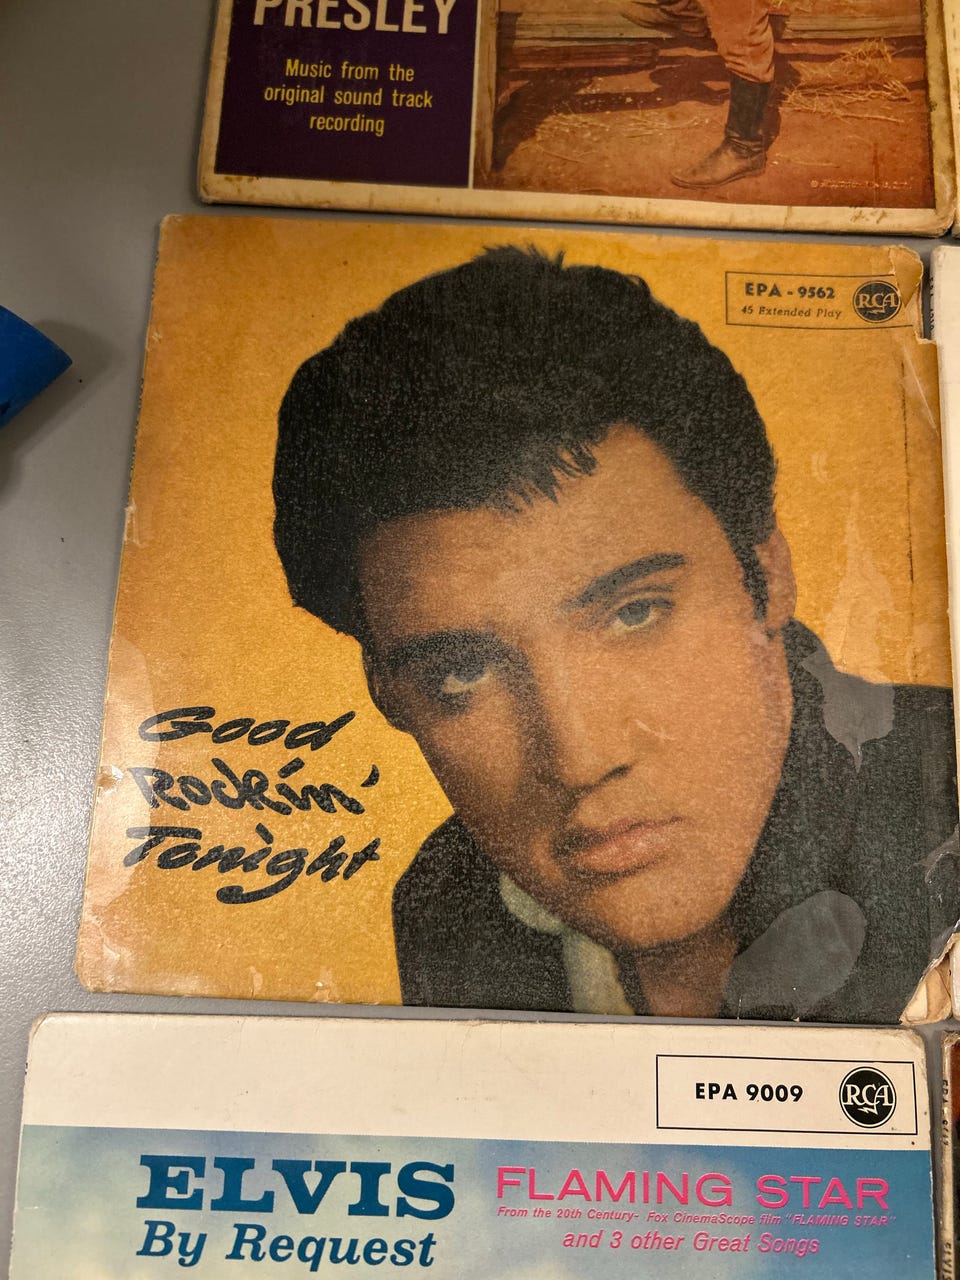 PRESLEY
Music from the
original sound track
recording
EPA - 9562
45 Extended Play
RCA
Good
Rockin'
Tonight
EPA 9009
RCA
ELVIS
By Request
FLAMING STAR
From the 20th Century- Fox CinemaScope film "FLAMING STAR"
and 3 other Great Songs